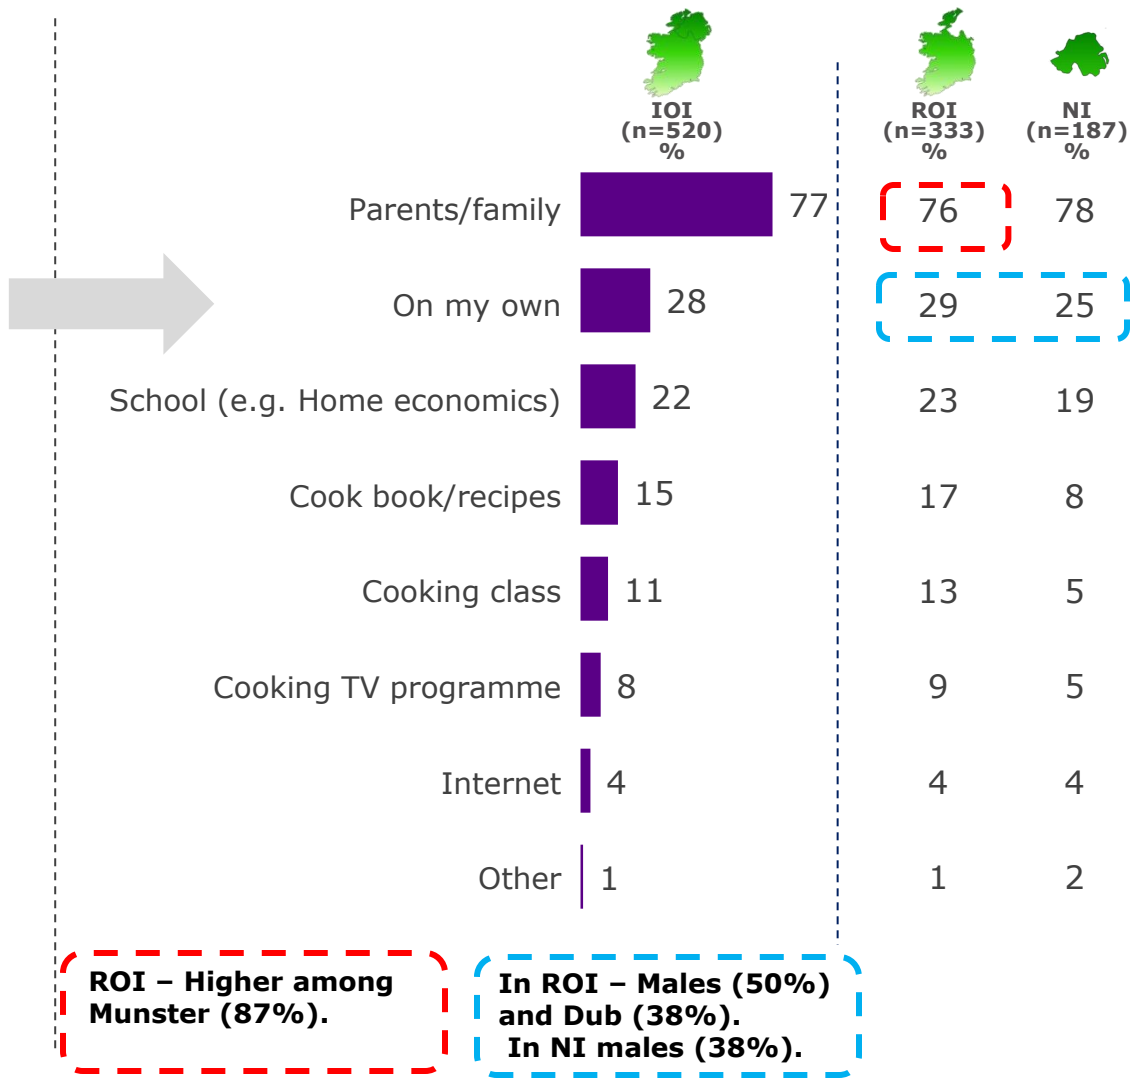 IOI
(n=520)
%
ROI
(n=333)
%
NI
(n=187)
%
Parents/family 77 76 78
On my own 28 29 25
School (e.g. Home economics) 22 23 19
Cook book/recipes 15 17 8
Cooking class 11 13 5
Cooking TV programme 8 9 5
Internet 4 4 4
Other 1 1 2
ROI – Higher among
Munster (87%).
In ROI – Males (50%)
and Dub (38%).
In NI males (38%).